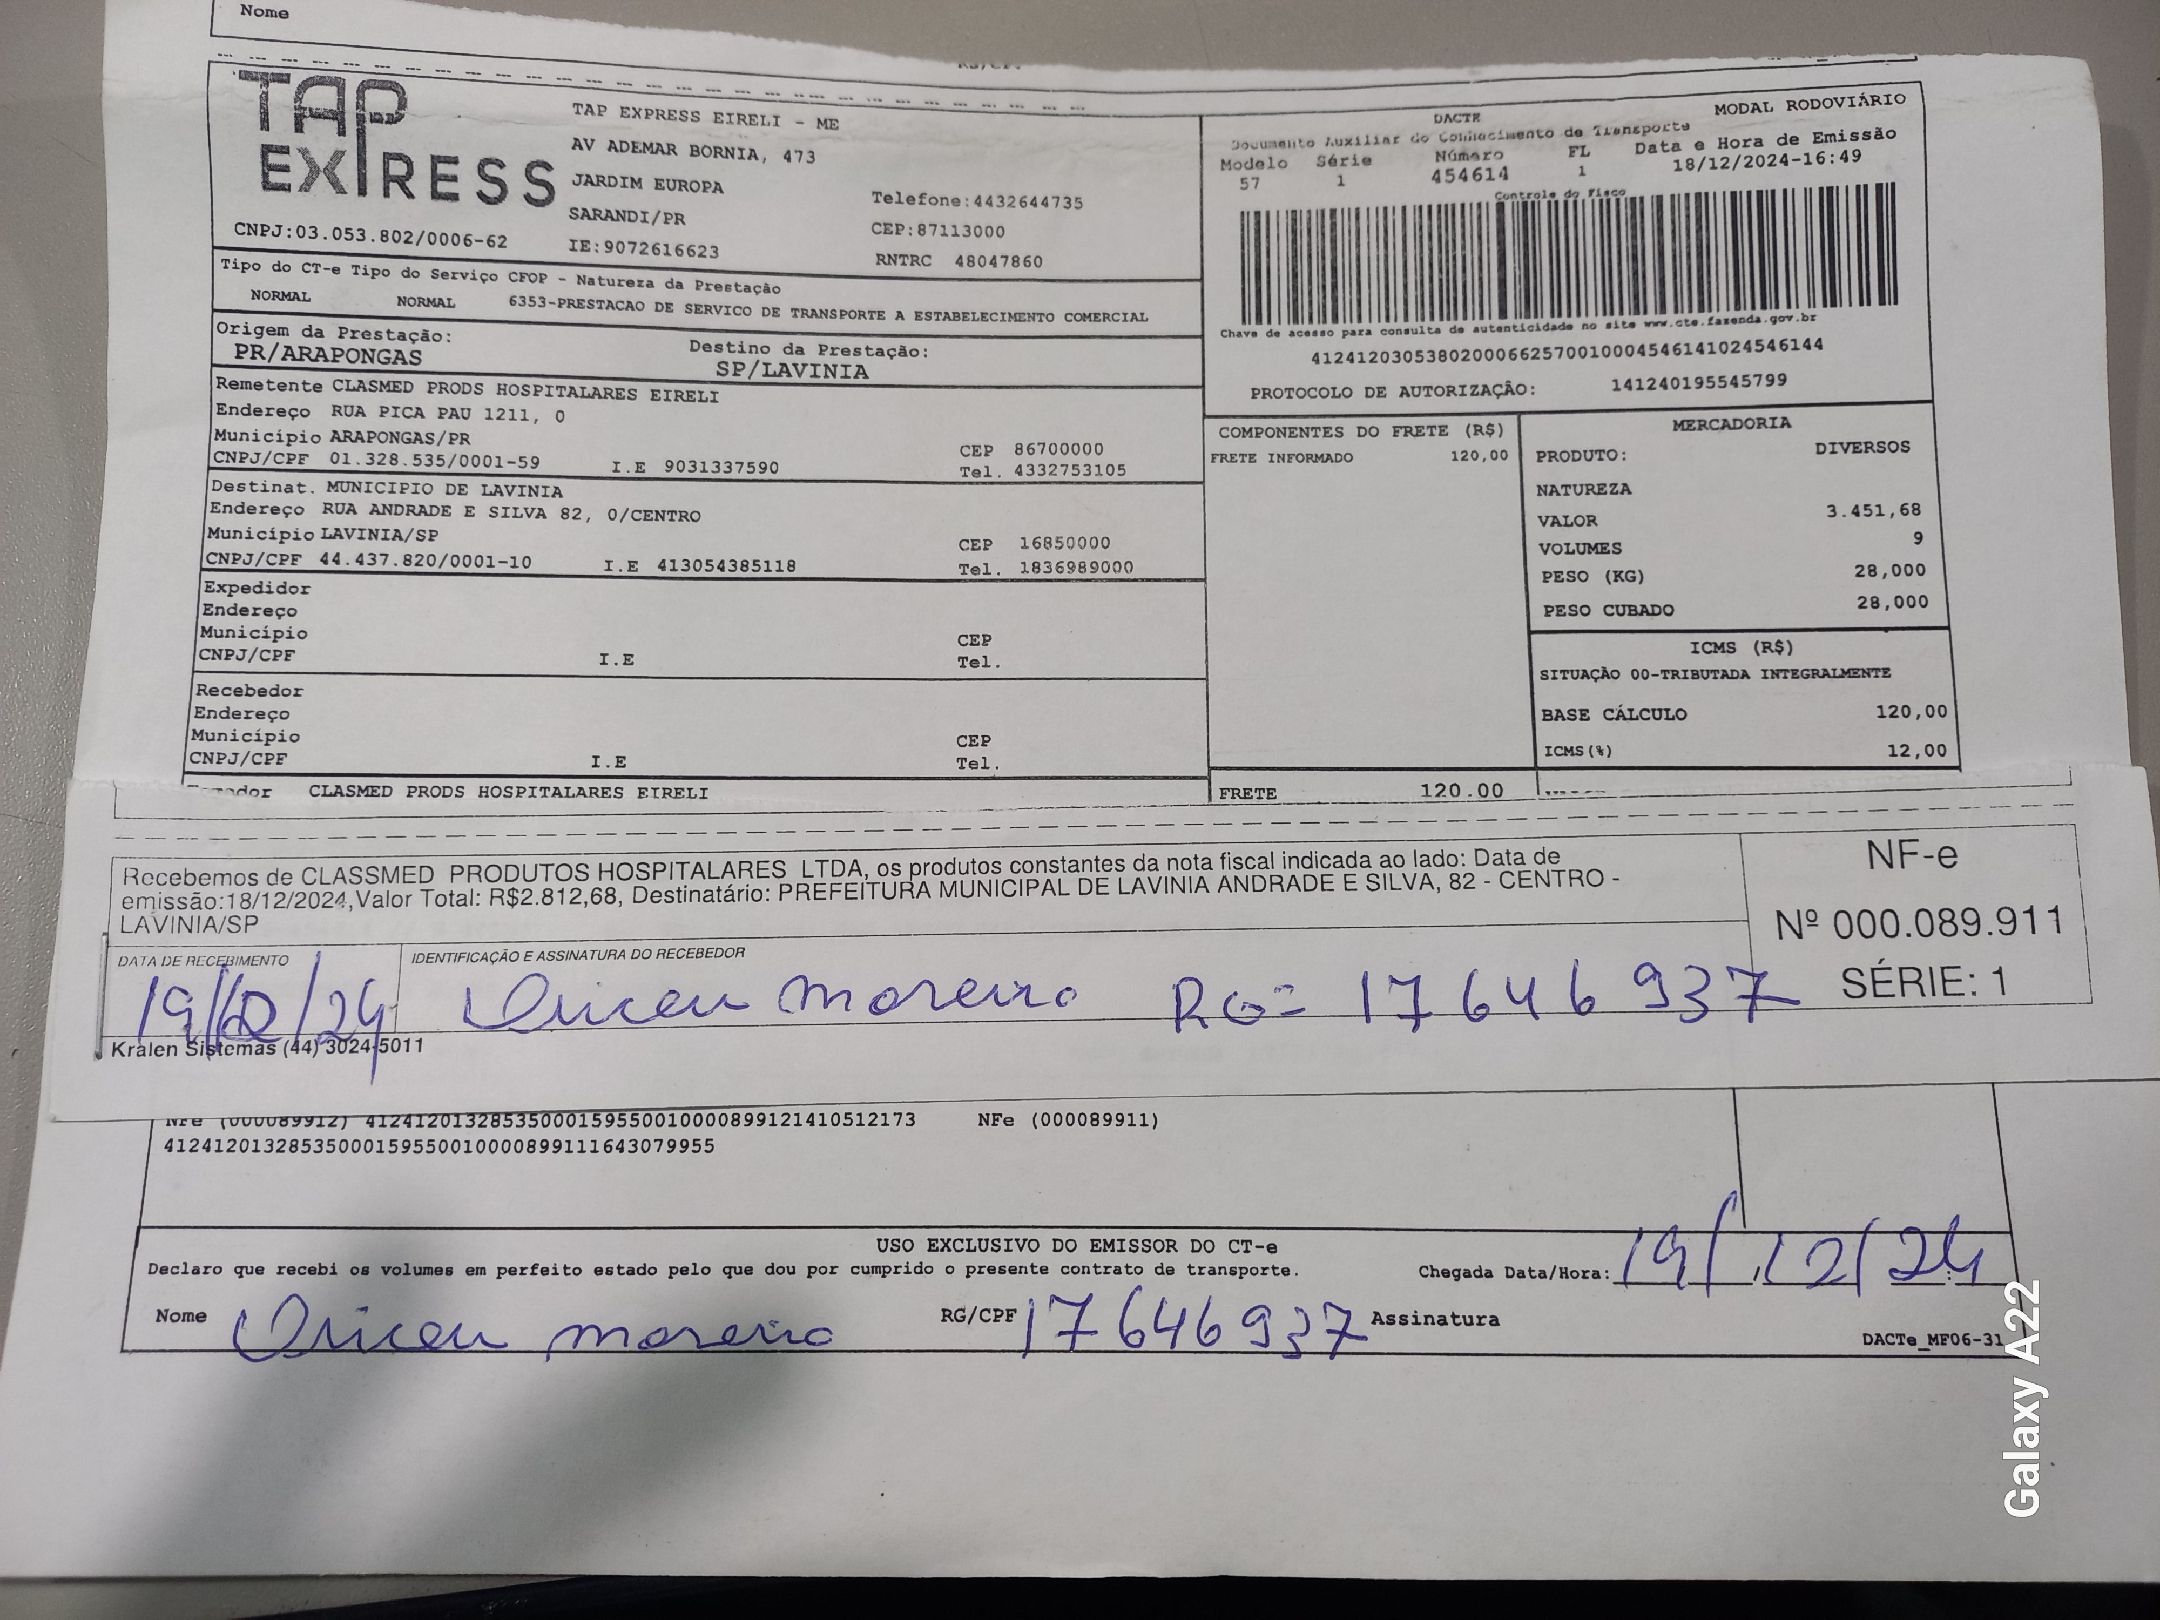 Nome
TAP
EXPRESS
CNPJ:03.053.802/0006-62
TAP EXPRESS EIRELI - ME
AV ADEMAR BORNIA, 473
JARDIM EUROPA
SARANDI/PR
IE:9072616623
Telefone:4432644735
CEP:87113000
RNTRC 48047860
DACTE
MODAL RODOVIÁRIO
Documento Auxiliar do Conhecimento de Transporte
Modelo Série Número FL Data e Hora de Emissão
57 1 454614 1 18/12/2024-16:49
Controle do Fisco
Chave de acesso para consulta de autenticidade no site www.cte.fazenda.gov.br
41241203053802000662570010004546141024546144
PROTOCOLO DE AUTORIZAÇÃO: 141240195545799
Tipo do CT-e Tipo do Serviço CFOP - Natureza da Prestação
NORMAL NORMAL 6353-PRESTACAO DE SERVICO DE TRANSPORTE A ESTABELECIMENTO COMERCIAL
Origem da Prestação: Destino da Prestação:
PR/ARAPONGAS SP/LAVINIA
Remetente CLASMED PRODS HOSPITALARES EIRELI
Endereço RUA PICA PAU 1211, 0
Município ARAPONGAS/PR CEP 86700000
CNPJ/CPF 01.328.535/0001-59 I.E 9031337590 Tel. 4332753105
Destinat. MUNICIPIO DE LAVINIA
Endereço RUA ANDRADE E SILVA 82, 0/CENTRO
Município LAVINIA/SP CEP 16850000
CNPJ/CPF 44.437.820/0001-10 I.E 413054385118 Tel. 1836989000
Expedidor
Endereço
Município CEP
CNPJ/CPF I.E Tel.
Recebedor
Endereço
Município CEP
CNPJ/CPF I.E Tel.
CLASMED PRODS HOSPITALARES EIRELI
COMPONENTES DO FRETE (R$)
FRETE INFORMADO 120,00
FRETE 120.00
MERCADORIA
PRODUTO: DIVERSOS
NATUREZA
VALOR 3.451,68
VOLUMES 9
PESO (KG) 28,000
PESO CUBADO 28,000
ICMS (R$)
SITUAÇÃO 00-TRIBUTADA INTEGRALMENTE
BASE CÁLCULO 120,00
ICMS(%) 12,00
Recebemos de CLASSMED PRODUTOS HOSPITALARES LTDA, os produtos constantes da nota fiscal indicada ao lado: Data de
emissão:18/12/2024,Valor Total: R$2.812,68, Destinatário: PREFEITURA MUNICIPAL DE LAVINIA ANDRADE E SILVA, 82 - CENTRO -
LAVINIA/SP
NF-e
Nº 000.089.911
SÉRIE: 1
DATA DE RECEBIMENTO IDENTIFICAÇÃO E ASSINATURA DO RECEBEDOR
19/12/24 moreira RG= 17646937
Kralen Sistemas (44) 3024-5011
NFe (000089912) 41241201328535000159550010000899121410512173 NFe (000089911)
41241201328535000159550010000899111643079955
USO EXCLUSIVO DO EMISSOR DO CT-e
Declaro que recebi os volumes em perfeito estado pelo que dou por cumprido o presente contrato de transporte. Chegada Data/Hora: 19/12/24
Nome moreira RG/CPF 17646937 Assinatura
DACTe_MF06-31
Galaxy A22